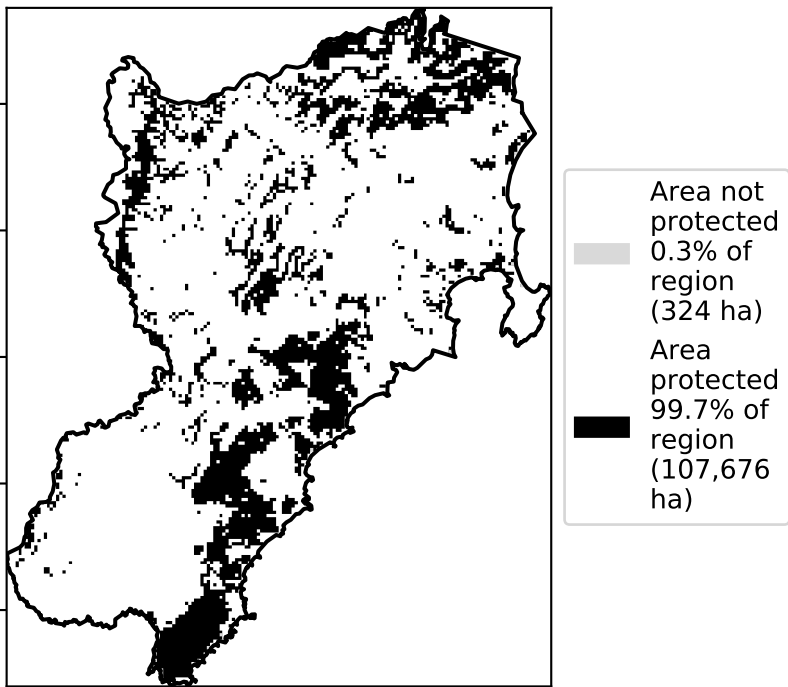 Area not
protected
0.3% of
region
(324 ha)
Area
protected
99.7% of
region
(107,676
ha)